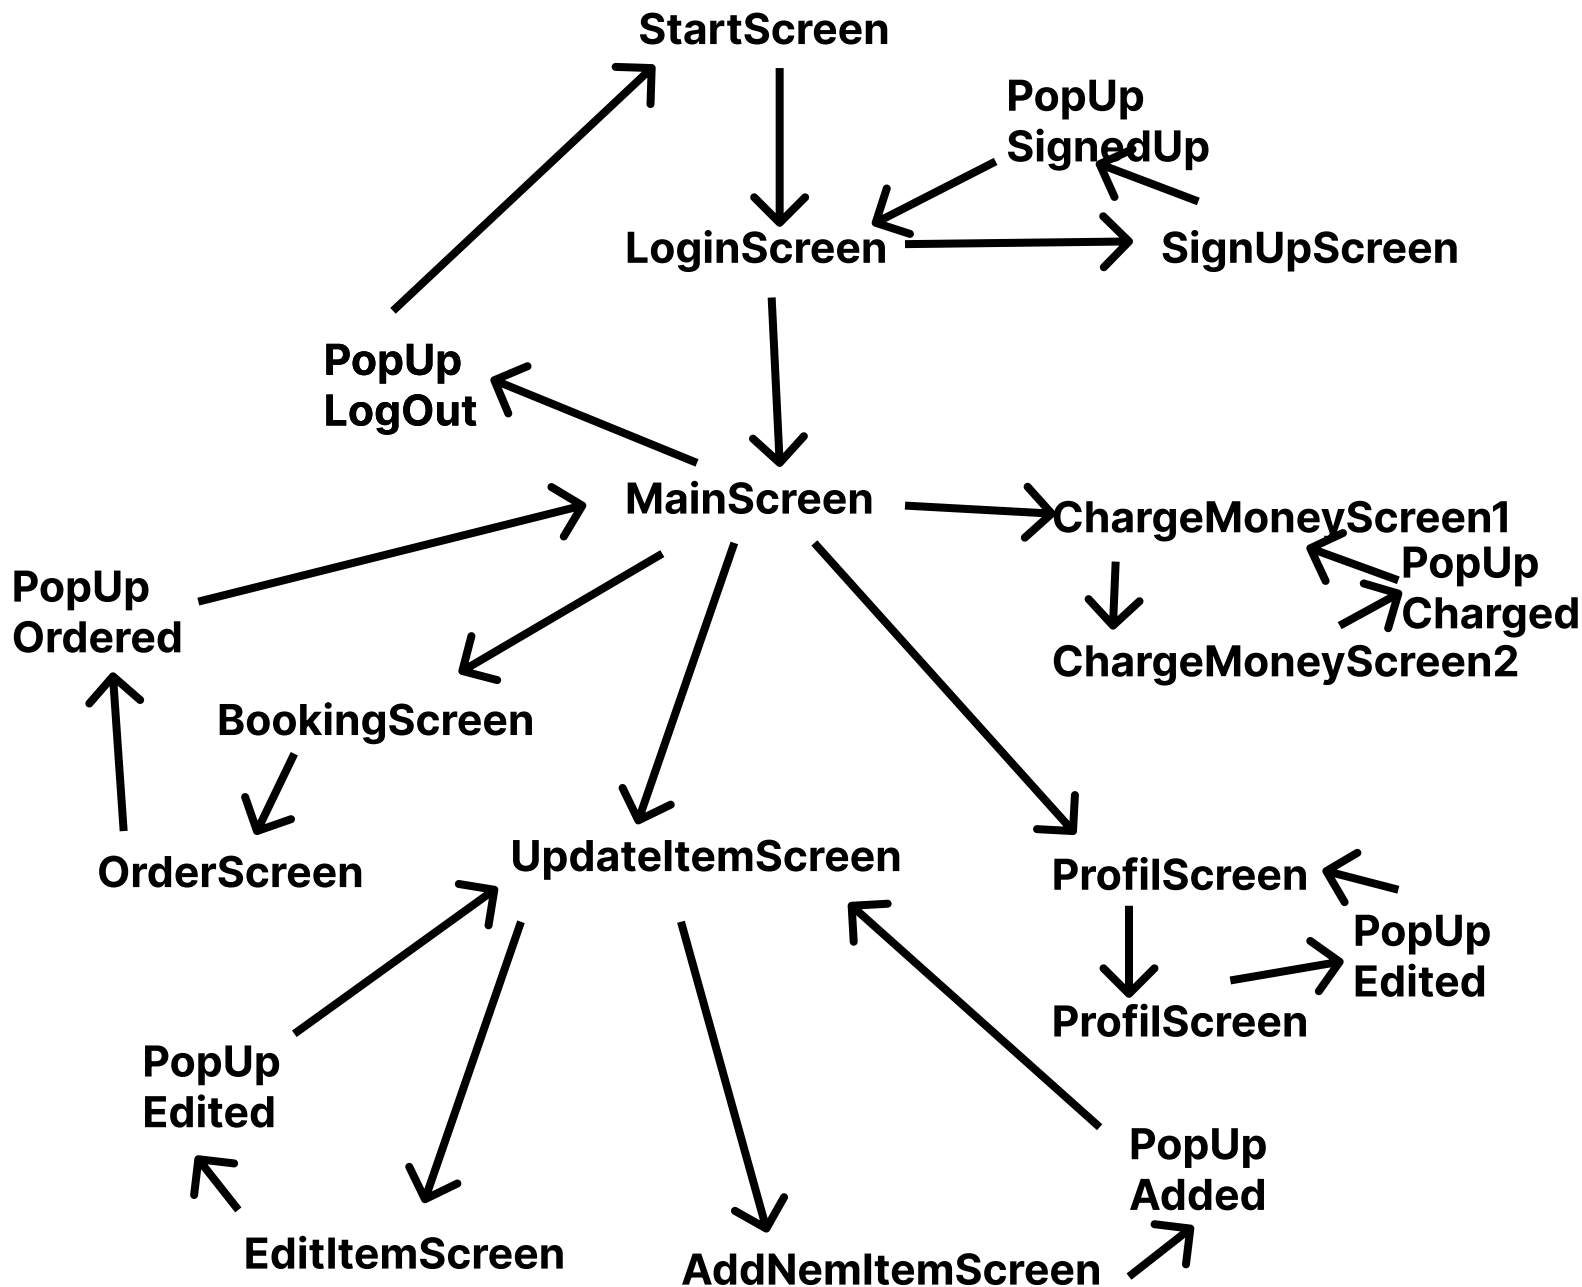 StartScreen
PopUp
SignedUp
LoginScreen
SignUpScreen
PopUp
LogOut
MainScreen
ChargeMoneyScreen1
PopUp
Charged
ChargeMoneyScreen2
PopUp
Ordered
BookingScreen
OrderScreen
UpdateItemScreen
ProfilScreen
PopUp
Edited
ProfilScreen
PopUp
Edited
PopUp
Added
EditItemScreen
AddNemItemScreen